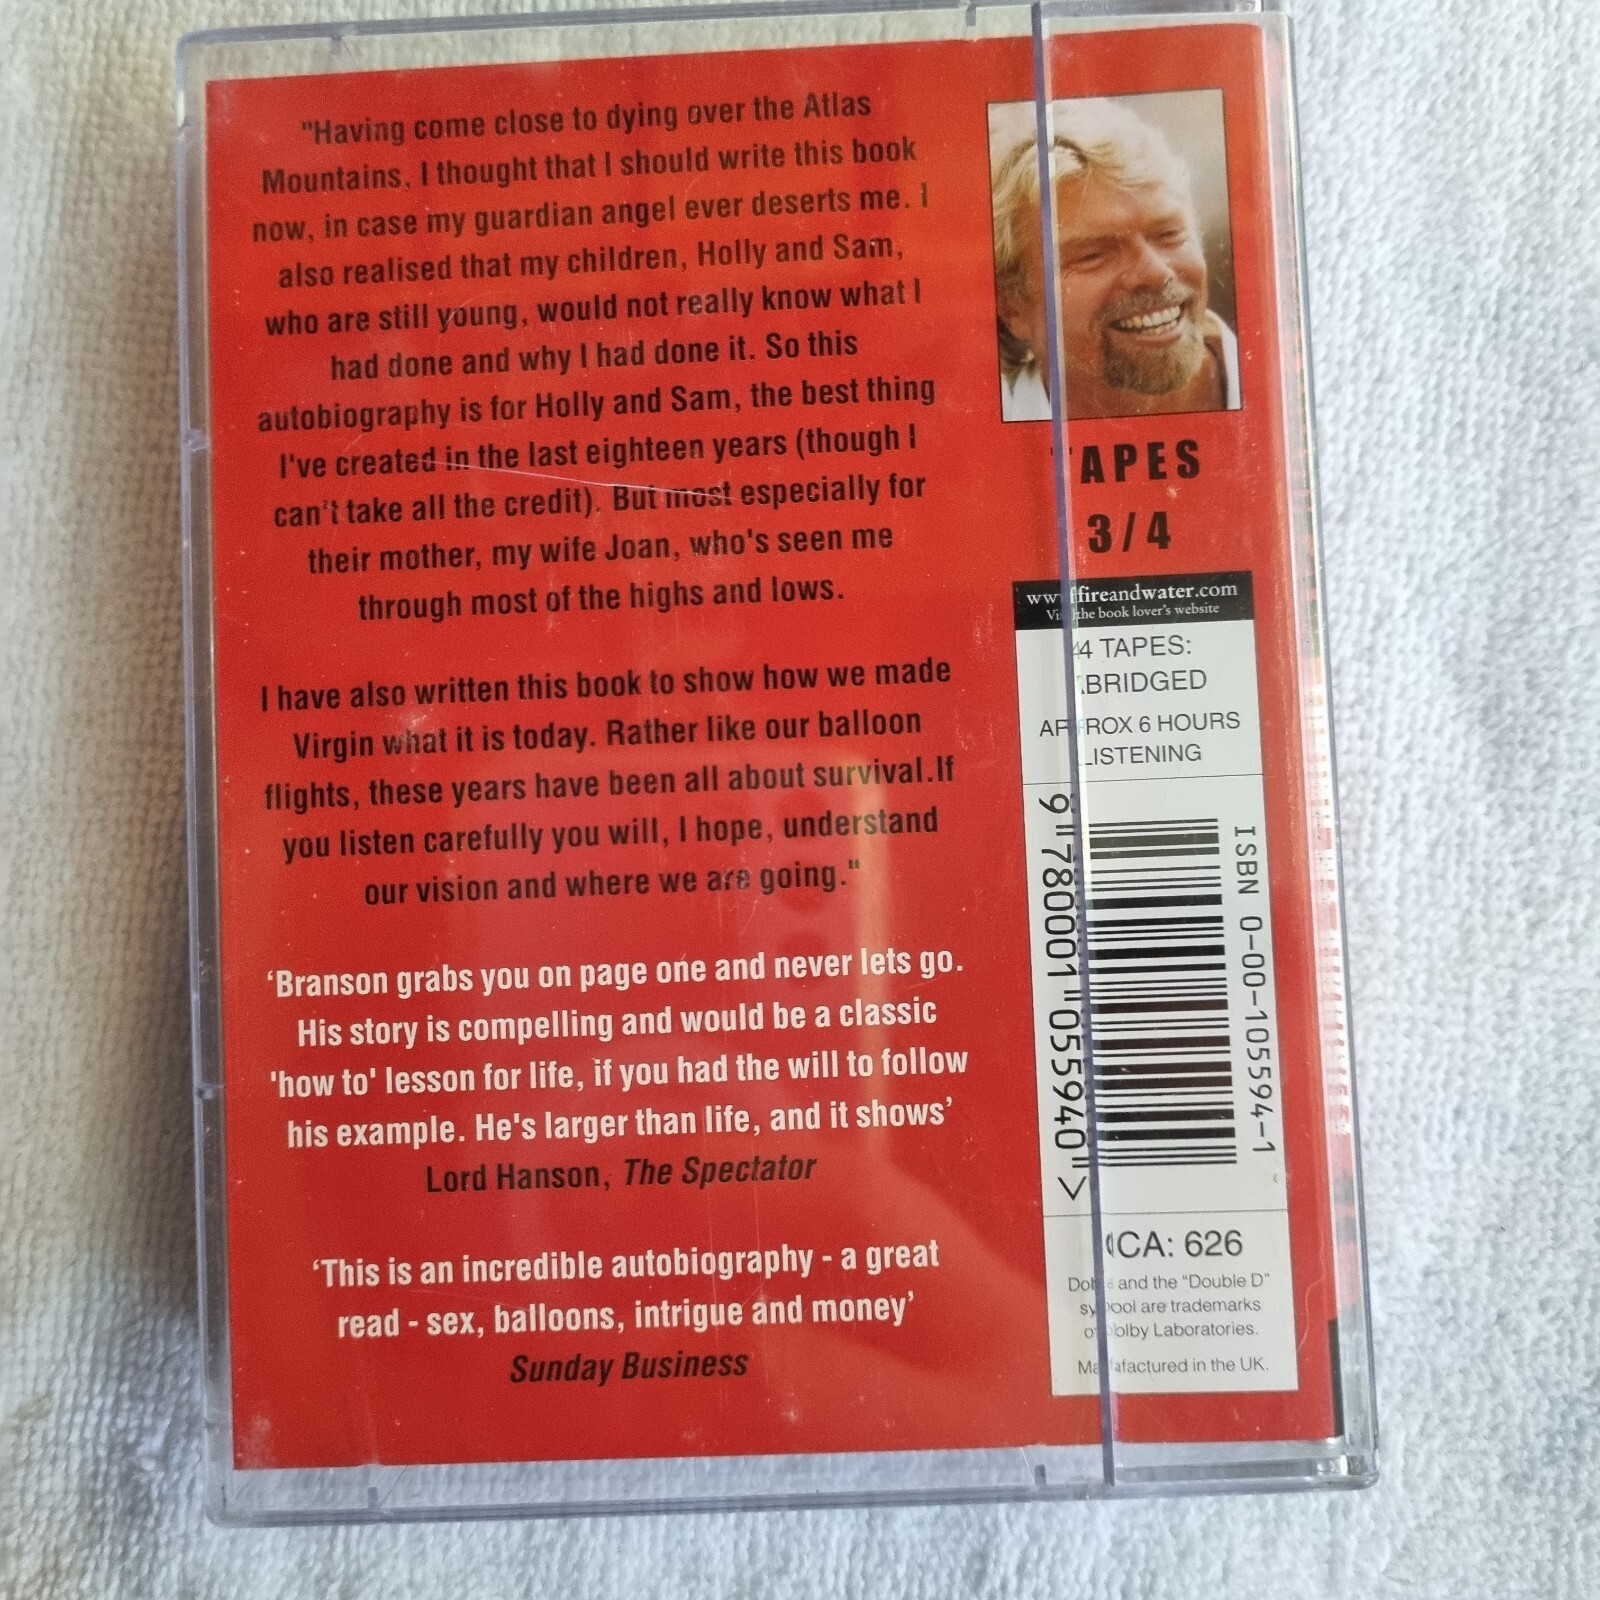 "Having come close to dying over the Atlas
Mountains, I thought that I should write this book
now, in case my guardian angel ever deserts me. I
also realised that my children, Holly and Sam,
who are still young, would not really know what I
had done and why I had done it. So this
autobiography is for Holly and Sam, the best thing
I've created in the last eighteen years (though I
can't take all the credit). But most especially for
their mother, my wife Joan, who's seen me
through most of the highs and lows.
I have also written this book to show how we made
Virgin what it is today. Rather like our balloon
flights, these years have been all about survival.If
you listen carefully you will, I hope, understand
our vision and where we are going."
‘Branson grabs you on page one and never lets go.
His story is compelling and would be a classic
'how to' lesson for life, if you had the will to follow
his example. He's larger than life, and it shows’
Lord Hanson, The Spectator
‘This is an incredible autobiography - a great
read - sex, balloons, intrigue and money’
Sunday Business
TAPES
3/4
www.fireandwater.com
Visit the book lover's website
4 TAPES:
ABRIDGED
APPROX 6 HOURS
LISTENING
ISBN 0-00-105594-1
9 780001 055940 >
CA: 626
Dolby and the "Double D"
symbol are trademarks
of Dolby Laboratories.
Manufactured in the UK.